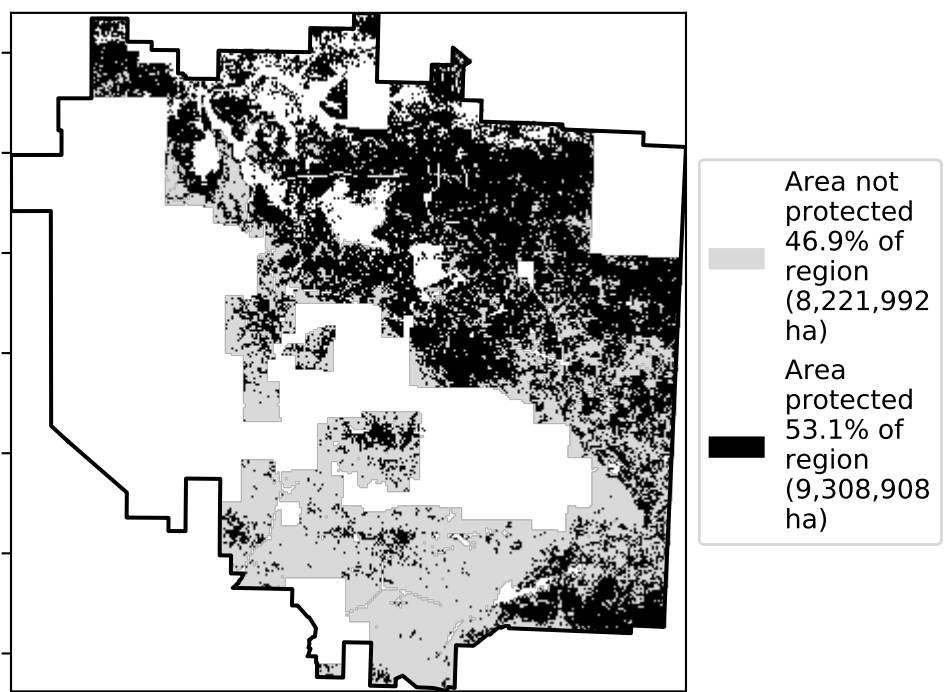 Area not
protected
46.9% of
region
(8,221,992
ha)
Area
protected
53.1% of
region
(9,308,908
ha)